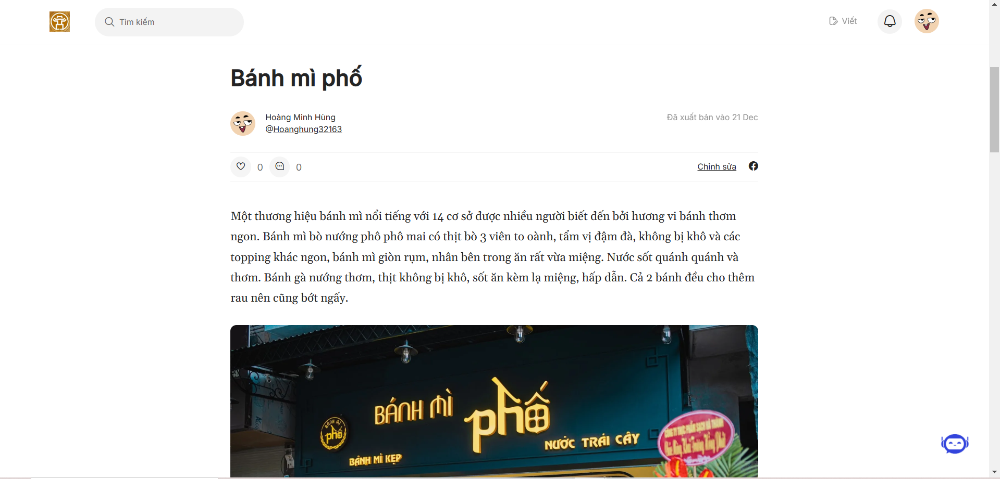 Tìm kiếm
Viết
Bánh mì phố
Hoàng Minh Hùng
Đã xuất bản vào 21 Dec
@Hoanghung32163
0
0
Chỉnh sửa
Một thương hiệu bánh mì nổi tiếng với 14 cơ sở được nhiều người biết đến bởi hương vi bánh thơm
ngon. Bánh mì bò nướng phô phô mai có thịt bò 3 viên to oành, tẩm vị đậm đà, không bị khô và các
topping khác ngon, bánh mì giòn rụm, nhân bên trong ăn rất vừa miệng. Nước sốt quánh quánh và
thơm. Bánh gà nướng thơm, thịt không bị khô, sốt ăn kèm lạ miệng, hấp dẫn. Cả 2 bánh đều cho thêm
rau nên cũng bớt ngấy.
BÁNH MÌ phố
BÁNH MÌ
phố
NƯỚC TRÁI CÂY
BÁNH MÌ KẸP